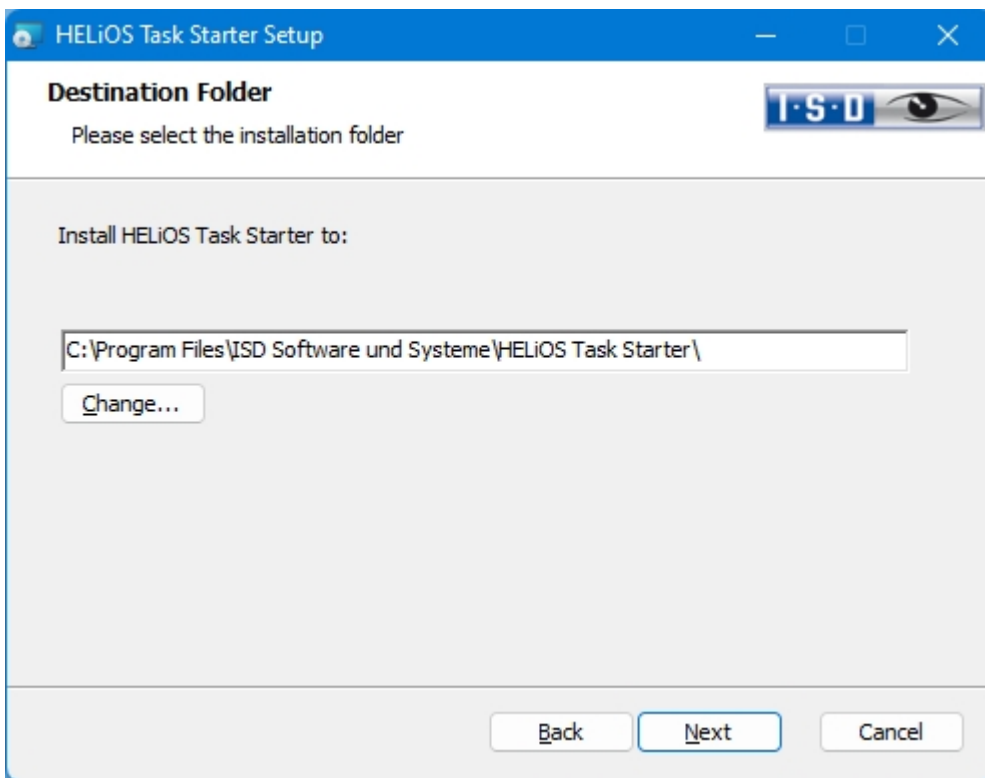 HELiOS Task Starter Setup
Destination Folder
I·S·D
Please select the installation folder
Install HELiOS Task Starter to:
C:\Program Files\ISD Software und Systeme\HELiOS Task Starter\
Change...
Back Next Cancel